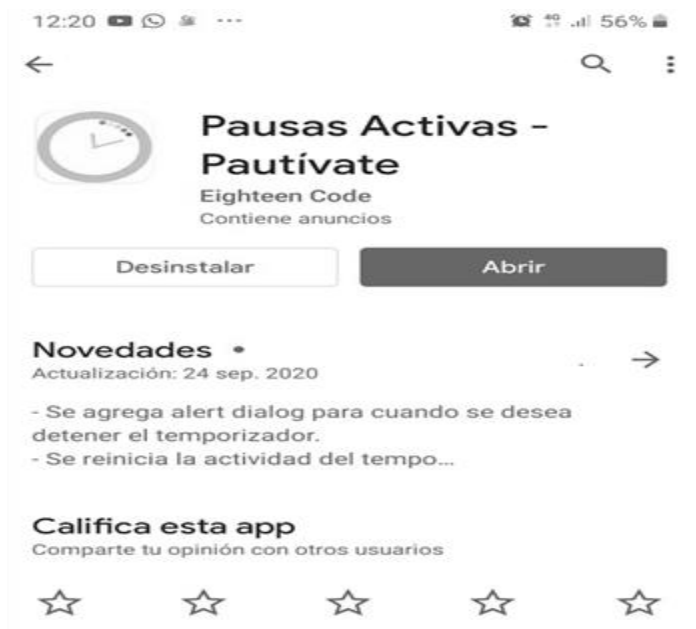 12:20 56%
Pausas Activas -
Pautívate
Eighteen Code
Contiene anuncios
Desinstalar Abrir
Novedades •
Actualización: 24 sep. 2020
- Se agrega alert dialog para cuando se desea
detener el temporizador.
- Se reinicia la actividad del tempo...
Califica esta app
Comparte tu opinión con otros usuarios